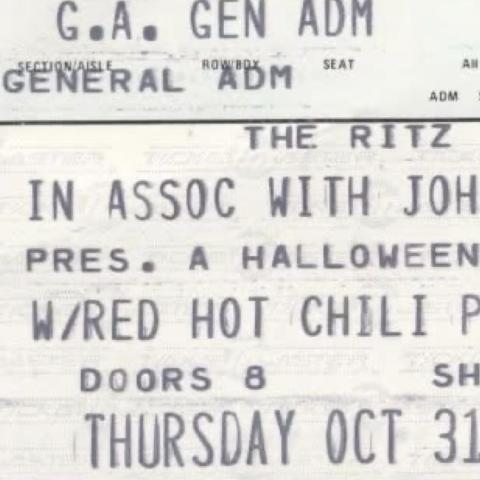 G.A. GEN ADM
SECTION/AISLE ROW/BOX SEAT
GENERAL ADM
ADM
THE RITZ
IN ASSOC WITH JOH
PRES. A HALLOWEEN
W/RED HOT CHILI P
DOORS 8 SH
THURSDAY OCT 31